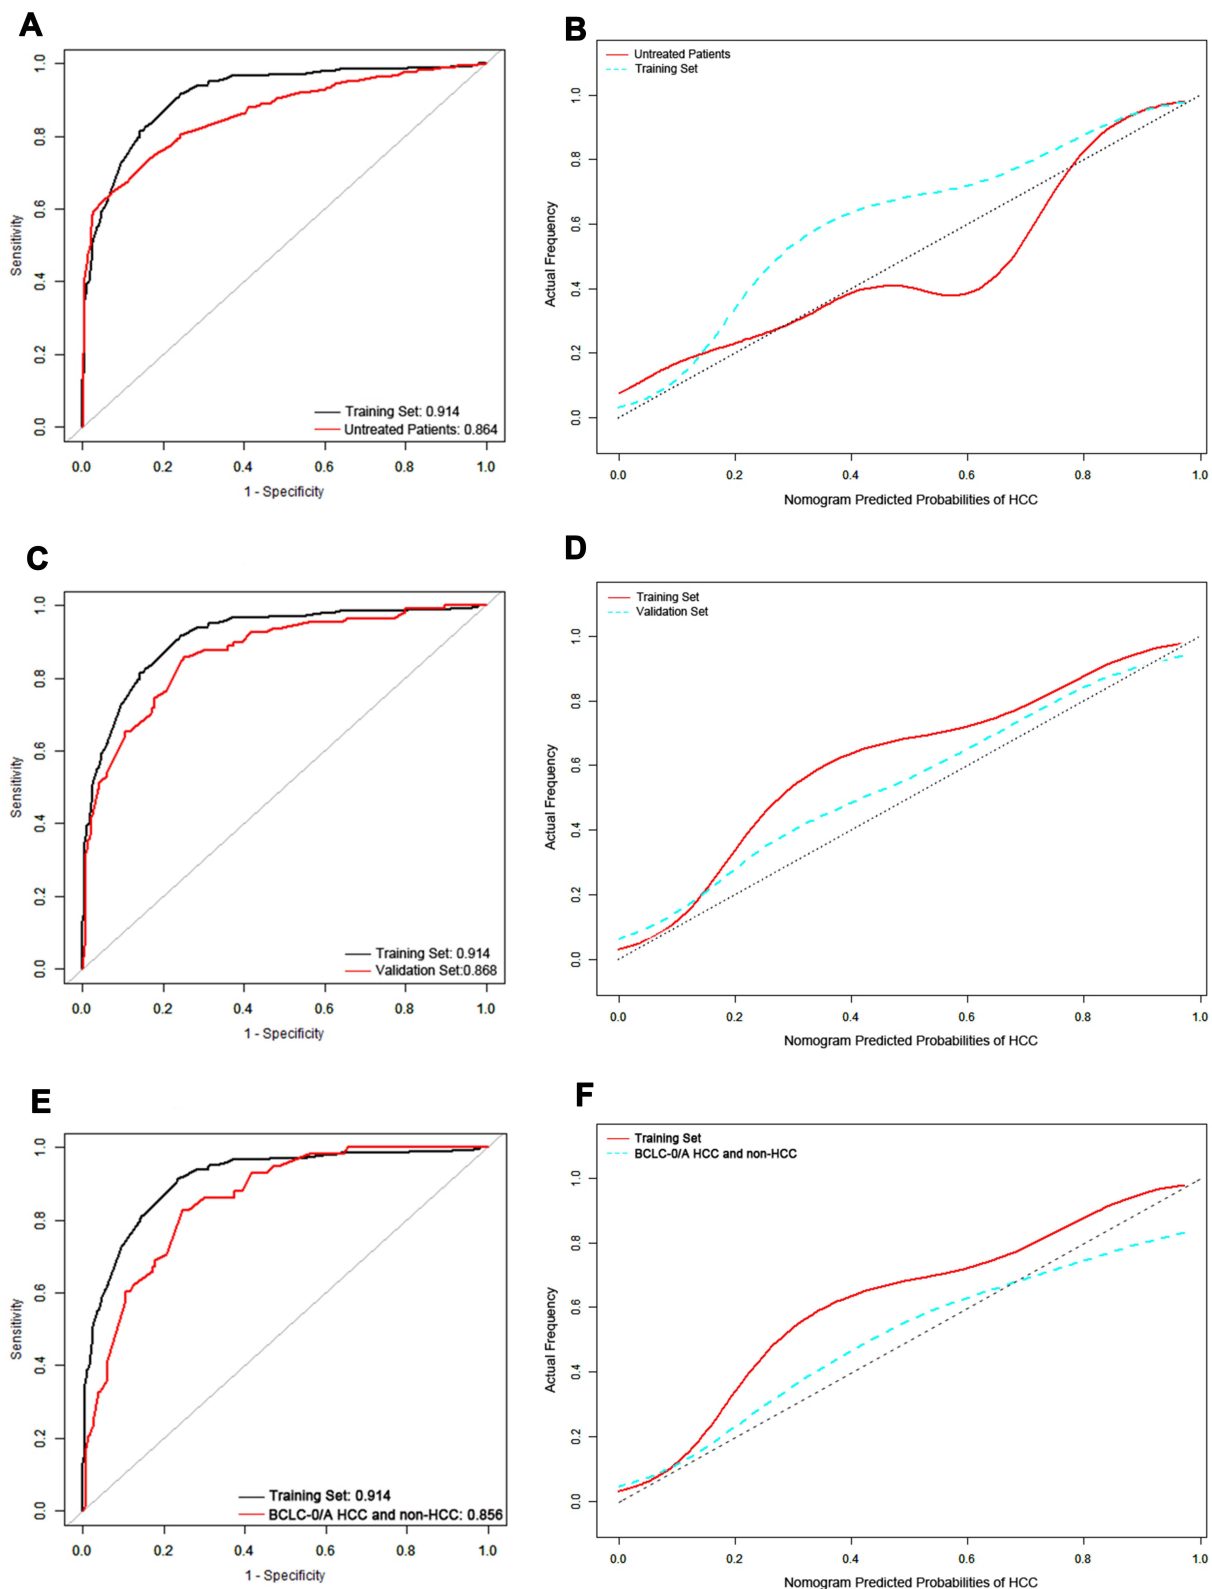 A
1.0
0.8
0.6
0.4
0.2
0.0
Sensitivity
Training Set: 0.914
Untreated Patients: 0.864
0.0 0.2 0.4 0.6 0.8 1.0
1 - Specificity
B
Untreated Patients
Training Set
1.0
0.8
0.6
0.4
0.2
0.0
Actual Frequency
0.0 0.2 0.4 0.6 0.8 1.0
Nomogram Predicted Probabilities of HCC
C
1.0
0.8
0.6
0.4
0.2
0.0
Sensitivity
Training Set: 0.914
Validation Set:0.868
0.0 0.2 0.4 0.6 0.8 1.0
1 - Specificity
D
Training Set
Validation Set
1.0
0.8
0.6
0.4
0.2
0.0
Actual Frequency
0.0 0.2 0.4 0.6 0.8 1.0
Nomogram Predicted Probabilities of HCC
E
1.0
0.8
0.6
0.4
0.2
0.0
Sensitivity
Training Set: 0.914
BCLC-0/A HCC and non-HCC: 0.856
0.0 0.2 0.4 0.6 0.8 1.0
1 - Specificity
F
Training Set
BCLC-0/A HCC and non-HCC
1.0
0.8
0.6
0.4
0.2
0.0
Actual Frequency
0.0 0.2 0.4 0.6 0.8 1.0
Nomogram Predicted Probabilities of HCC